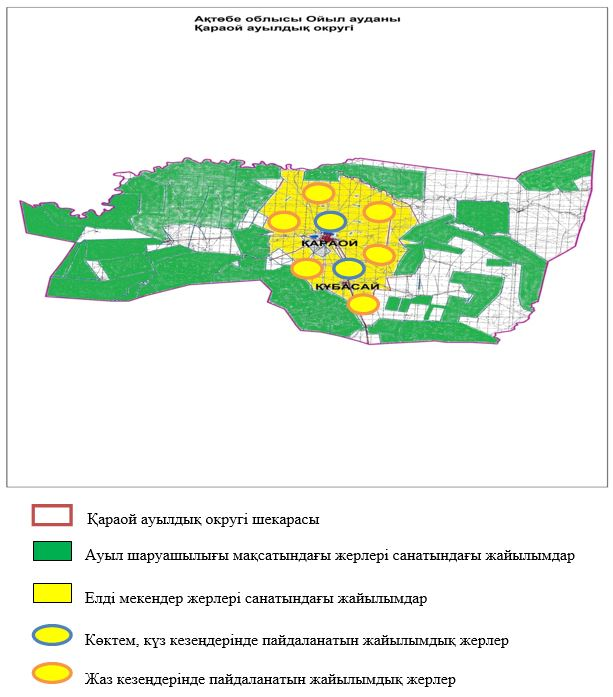 Ақтөбе облысы Ойыл ауданы
Қараой ауылдық округі
ҚАРАОЙ
ҚҰБАСАЙ
Қараой ауылдық округі шекарасы
Ауыл шаруашылығы мақсатындағы жерлері санатындағы жайылымдар
Елді мекендер жерлері санатындағы жайылымдар
Көктем, күз кезеңдерінде пайдаланатын жайылымдық жерлер
Жаз кезеңдерінде пайдаланатын жайылымдық жерлер